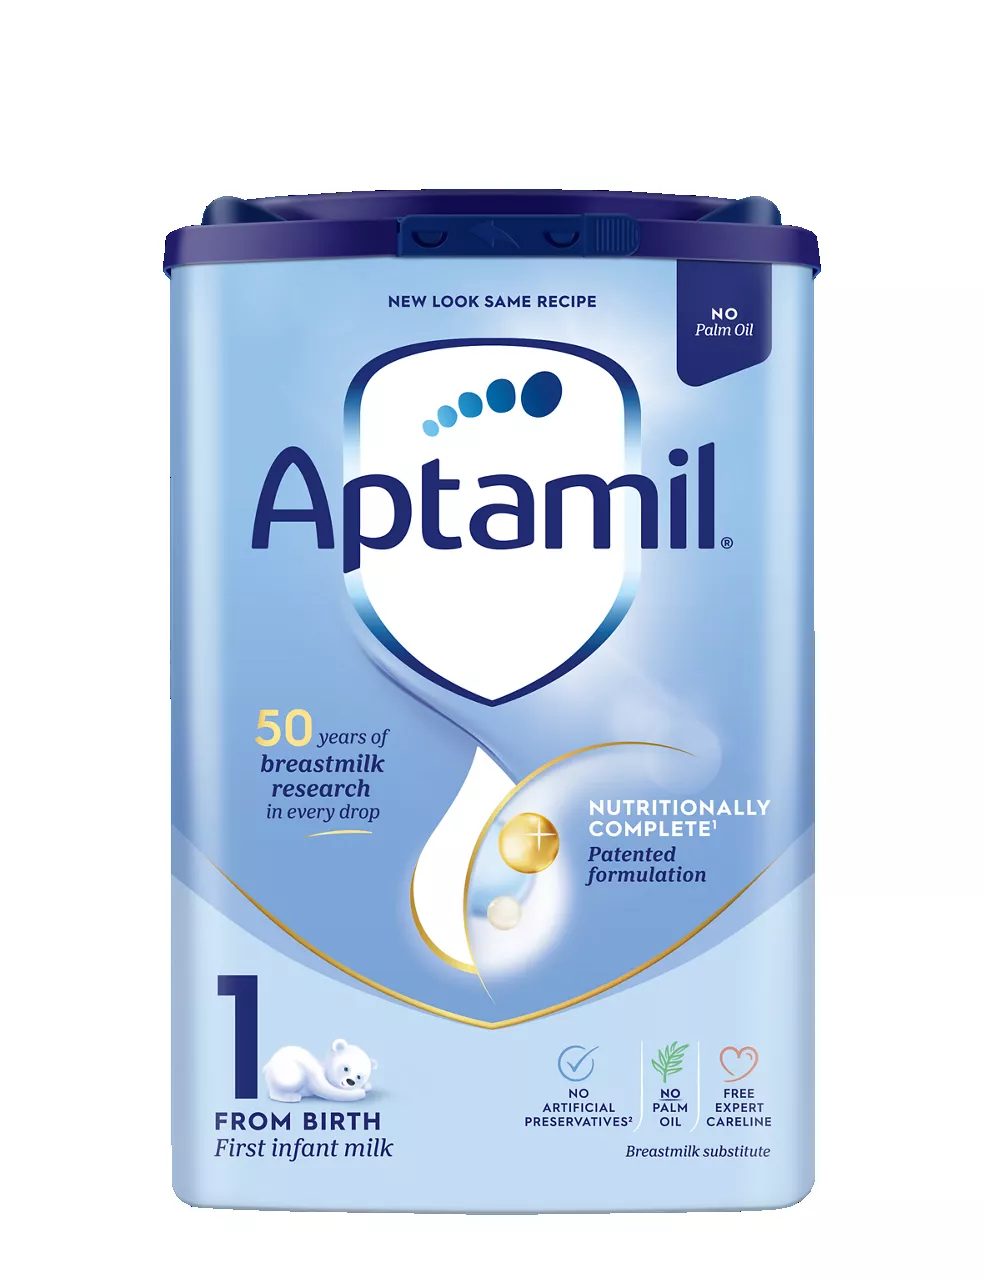 NEW LOOK SAME RECIPE
NO
Palm Oil
Aptamil®
50 years of
breastmilk
research
in every drop
NUTRITIONALLY
COMPLETE¹
Patented
formulation
1
FROM BIRTH
First infant milk
NO
ARTIFICIAL
PRESERVATIVES²
NO
PALM
OIL
FREE
EXPERT
CARELINE
Breastmilk substitute